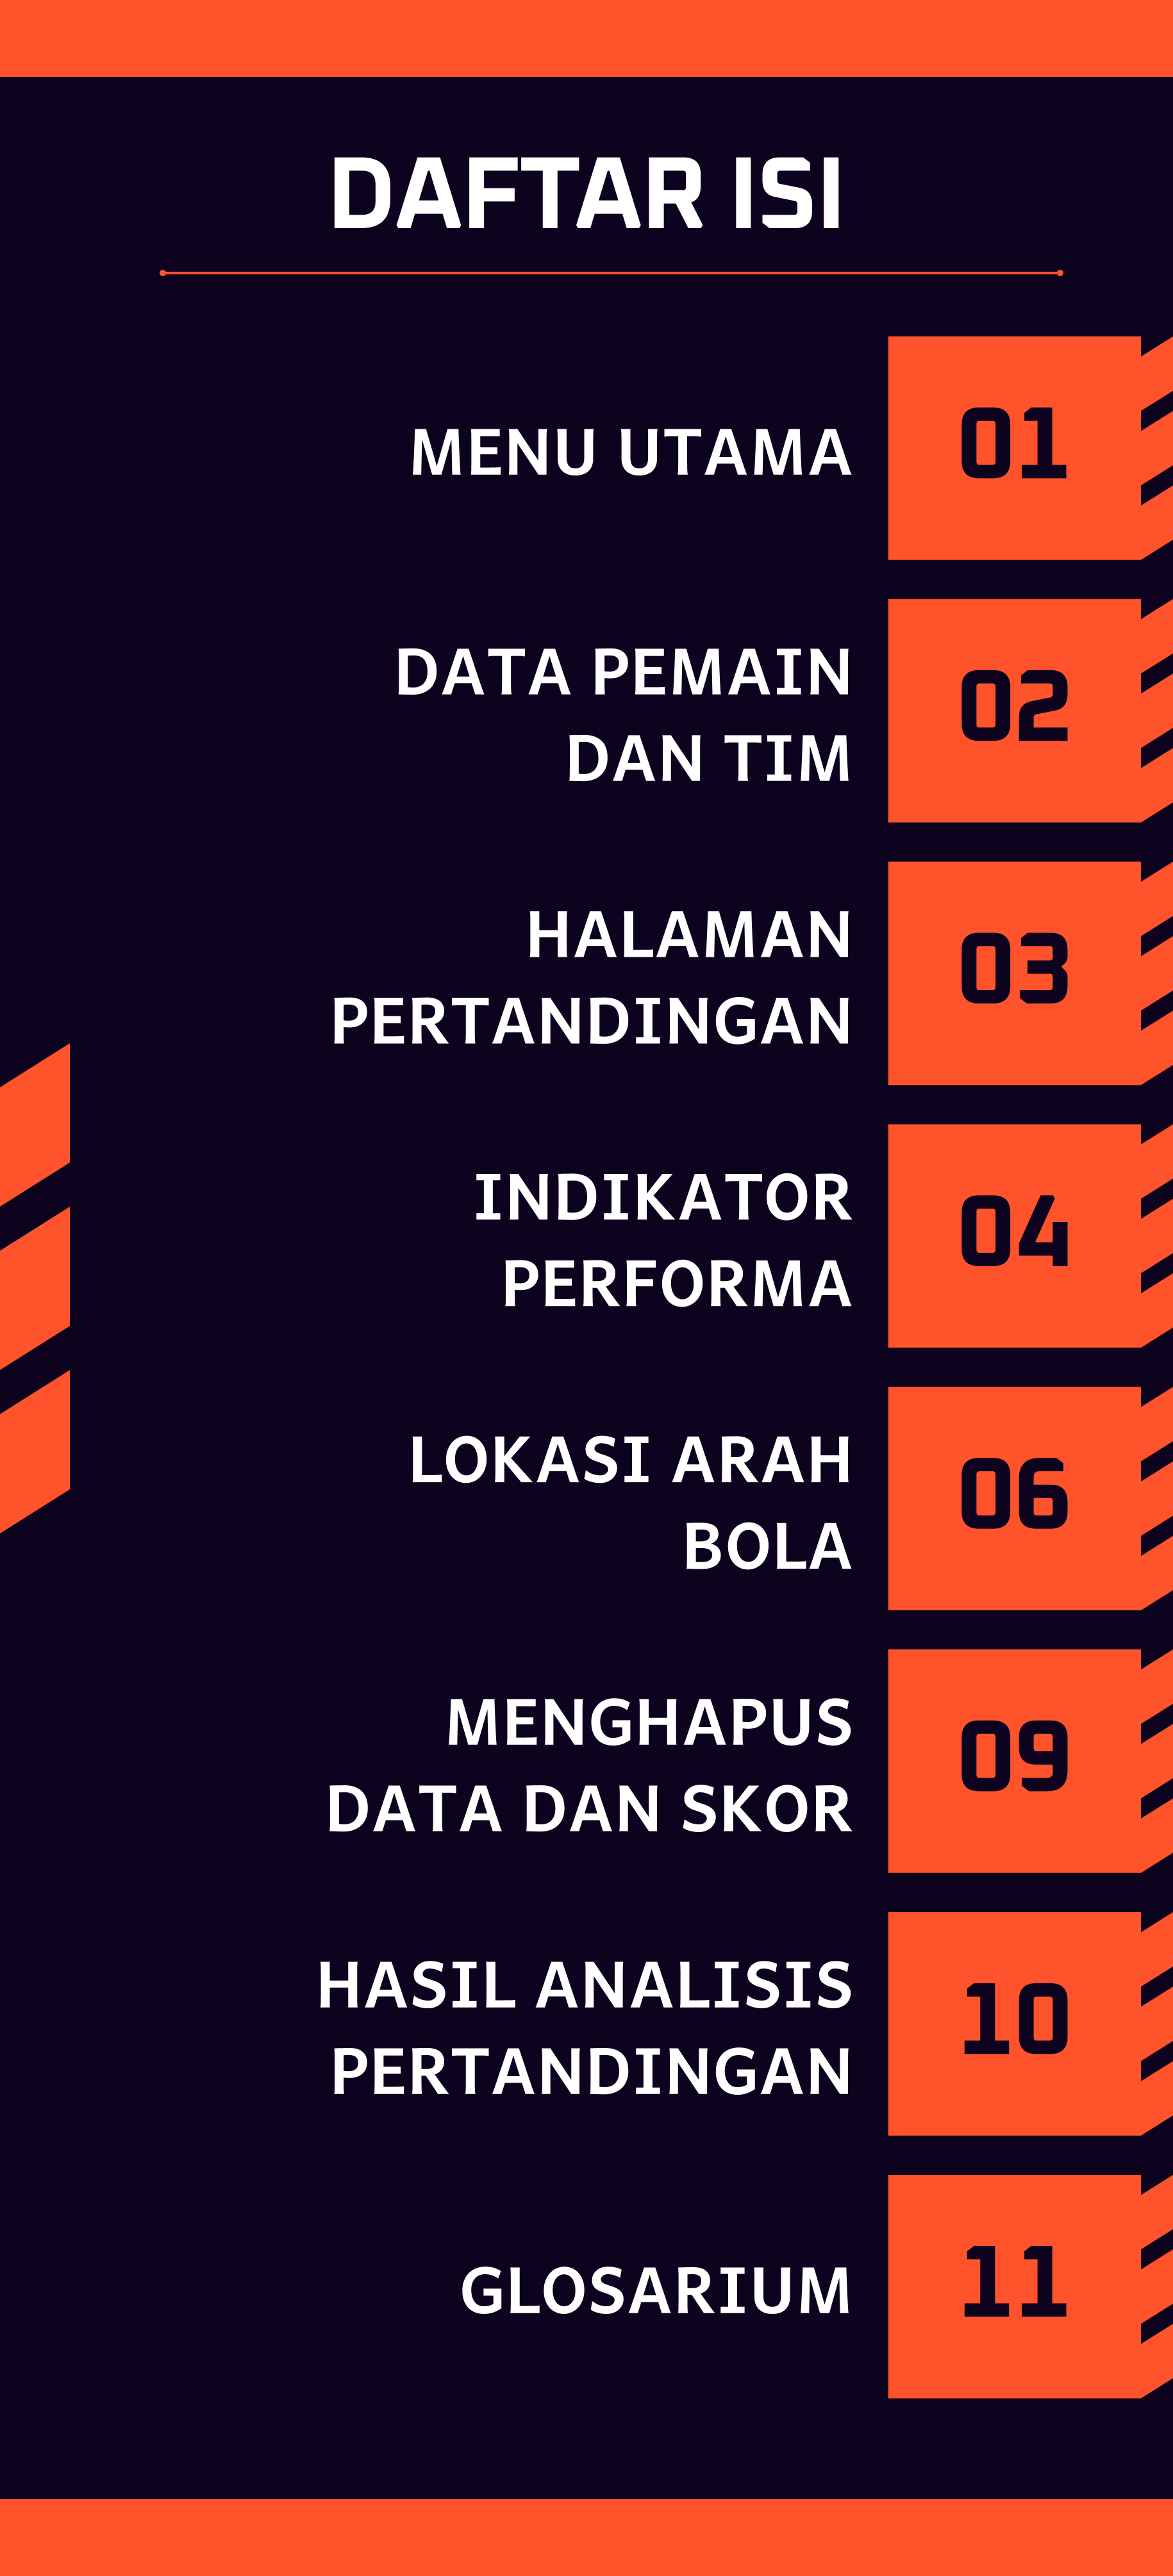 DAFTAR ISI
MENU UTAMA
01
DATA PEMAIN
DAN TIM
02
HALAMAN
PERTANDINGAN
03
INDIKATOR
PERFORMA
04
LOKASI ARAH
BOLA
06
MENGHAPUS
DATA DAN SKOR
09
HASIL ANALISIS
PERTANDINGAN
10
GLOSARIUM
11